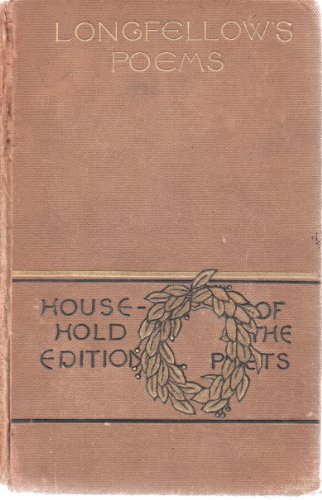 LONGFELLOW'S
POEMS
HOUSE-
HOLD
EDITION
OF
THE
POETS